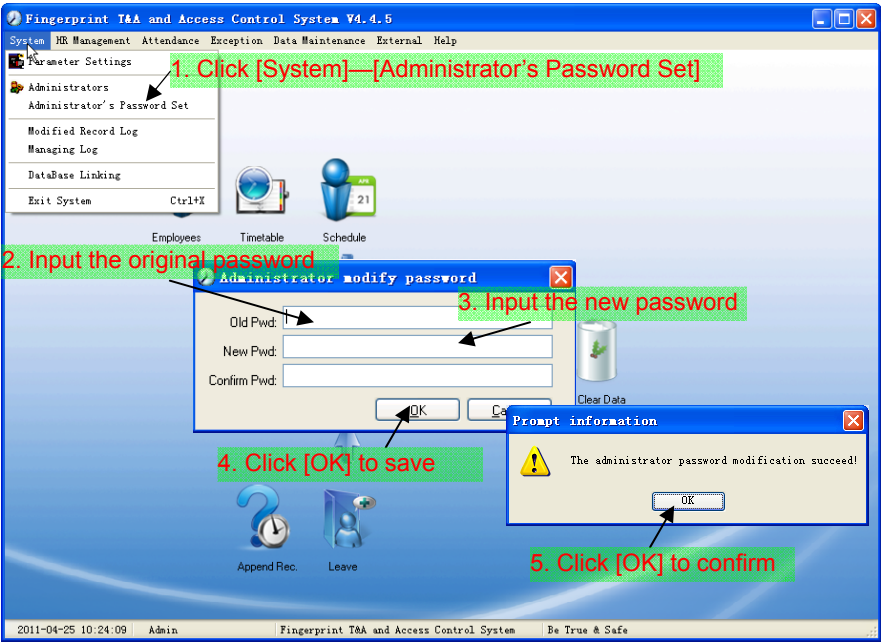 Fingerprint T&A and Access Control System V4.4.5
System HR Management Attendance Exception Data Maintenance External Help
Parameter Settings
1. Click [System]—[Administrator's Password Set]
Administrators
Administrator's Password Set
Modified Record Log
Managing Log
DataBase Linking
Exit System Ctrl+X
APR
21
Employees Timetable Schedule
2. Input the original password
Administrator modify password
3. Input the new password
Old Pwd:
New Pwd:
Confirm Pwd:
OK Ca
Clear Data
Prompt information
4. Click [OK] to save
The administrator password modification succeed!
OK
5. Click [OK] to confirm
Append Rec. Leave
2011-04-25 10:24:09 Admin Fingerprint T&A and Access Control System Be True & Safe